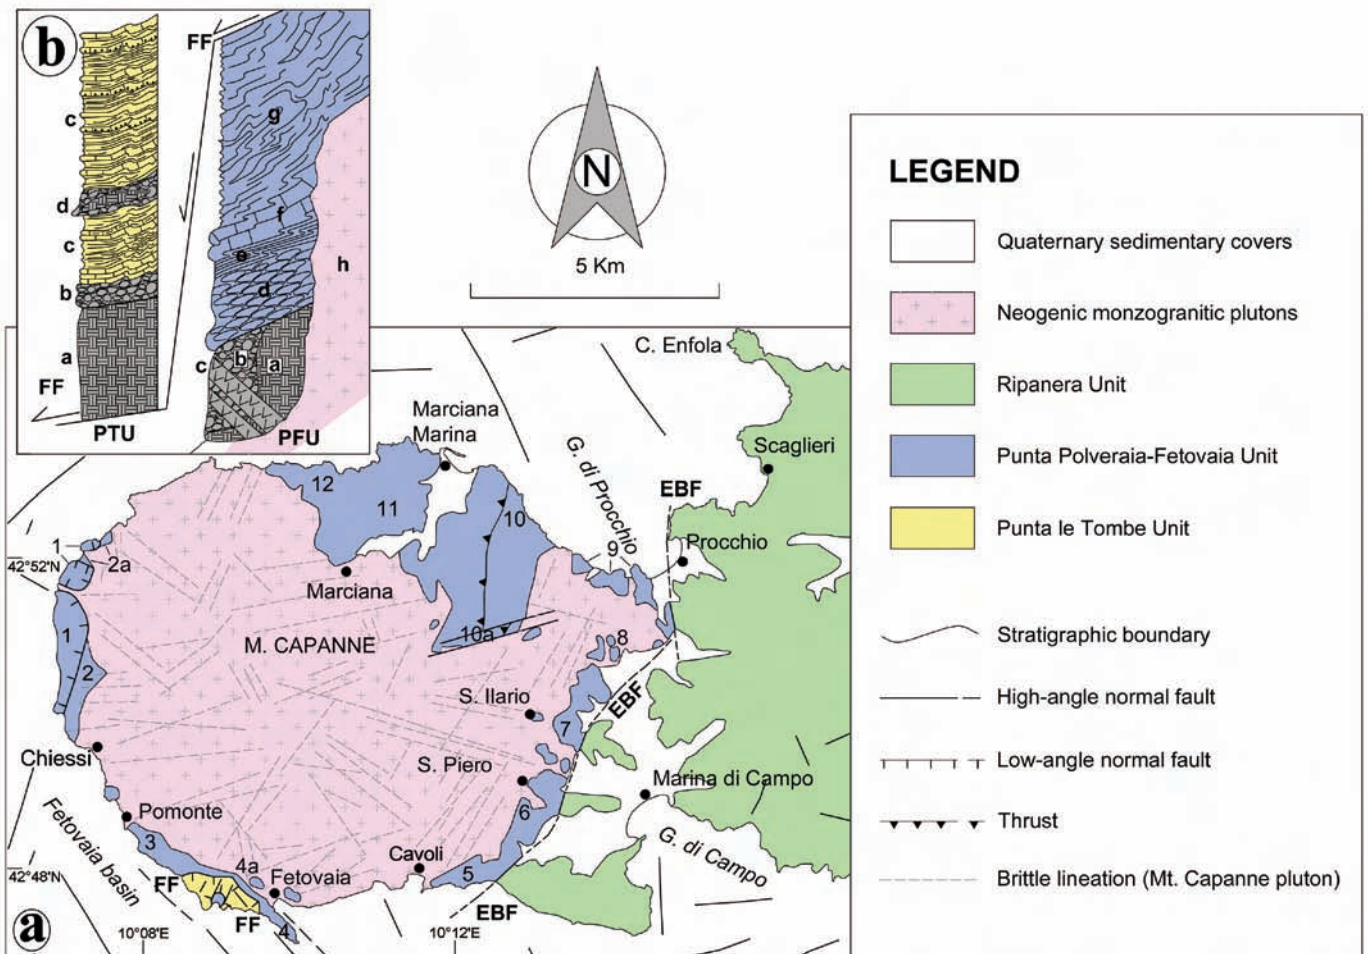 b
FF
c
d
c
b
a
FF
PTU
g
f
e
d
h
b
c
a
PFU
N
5 Km
LEGEND
Quaternary sedimentary covers
Neogenic monzogranitic plutons
Ripanera Unit
Punta Polveraia-Fetovaia Unit
Punta le Tombe Unit
Stratigraphic boundary
High-angle normal fault
Low-angle normal fault
Thrust
Brittle lineation (Mt. Capanne pluton)
C. Enfola
Marciana
Marina
G. di Procchio
Scaglieri
12
11
10
EBF
Procchio
9
1
2a
42°52'N
Marciana
10a
8
1
M. CAPANNE
2
S. Ilario
EBF
7
Chiessi
S. Piero
Marina di Campo
Pomonte
6
3
G. di Campo
Fetovaia basin
Cavoli
4a
Fetovaia
5
42°48'N
FF
FF
4
EBF
a
10°08'E
10°12'E